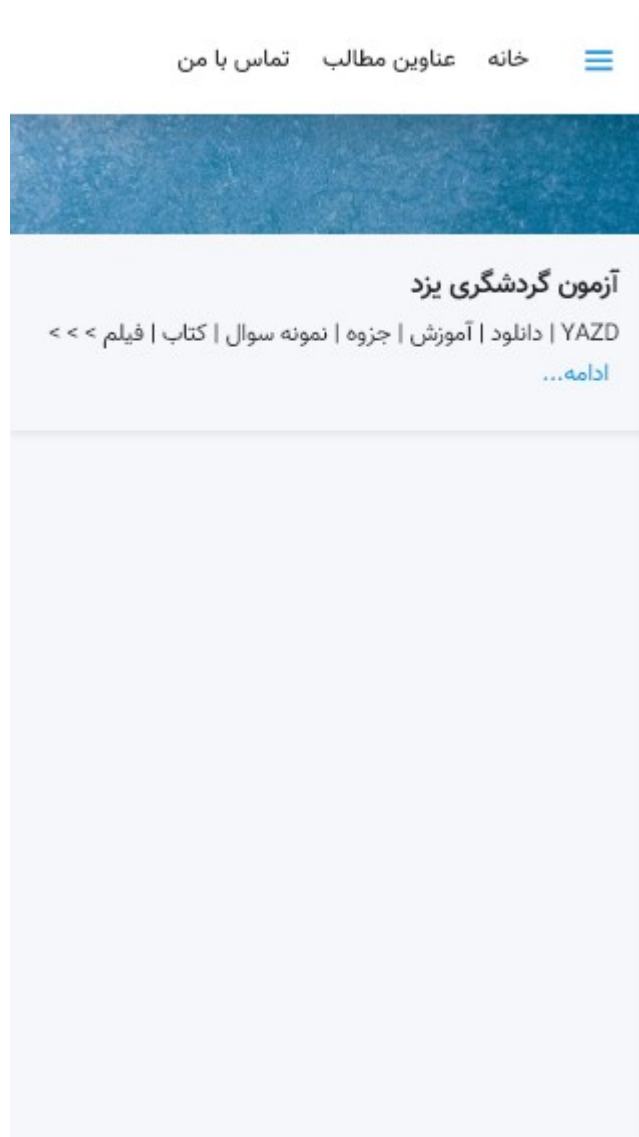 خانه عناوین مطالب تماس با من
آزمون گردشگری یزد
YAZD | دانلود | آموزش | جزوه | نمونه سوال | کتاب | فیلم > > >
ادامه...